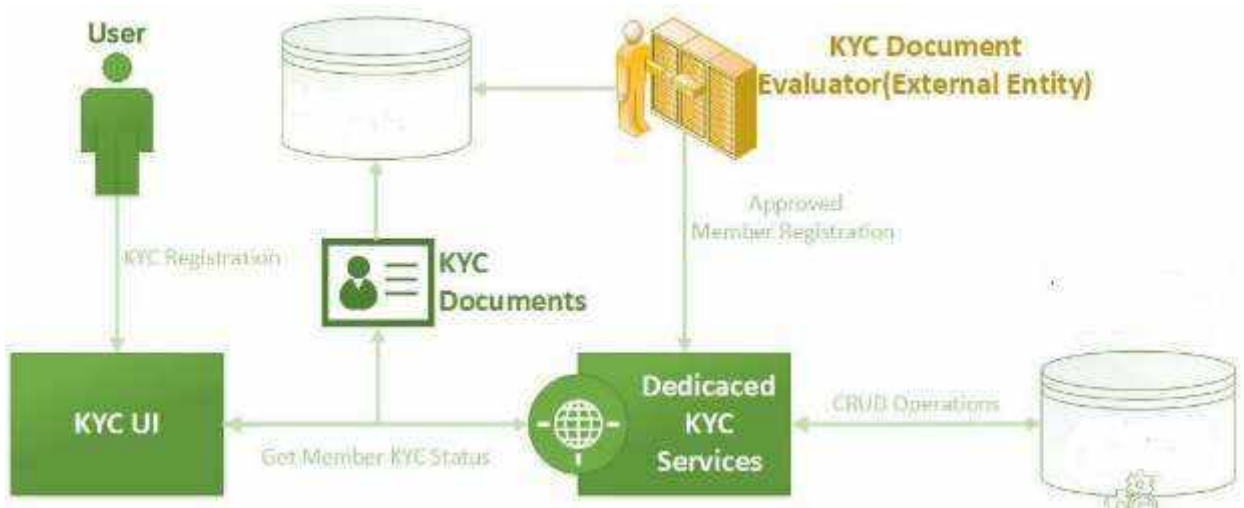 User
KYC Document
Evaluator(External Entity)
Approved
Member Registration
KYC Registration
KYC
Documents
KYC UI
Get Member KYC Status
Dedicaced
KYC
Services
CRUD Operations